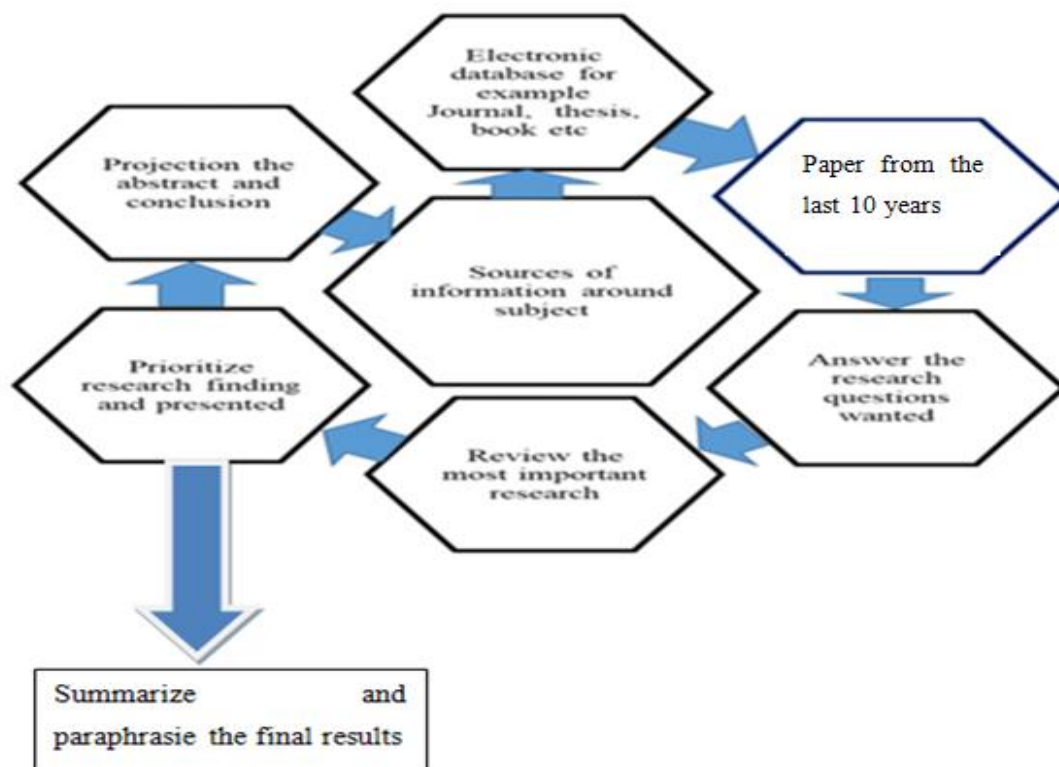 Electronic
database for
example
Journal, thesis,
book etc
Paper from the
last 10 years
Projection the
abstract and
conclusion
Sources of
information around
subject
Prioritize
research finding
and presented
Answer the
research
questions
wanted
Review the
most important
research
Summarize and
paraphrasie the final results